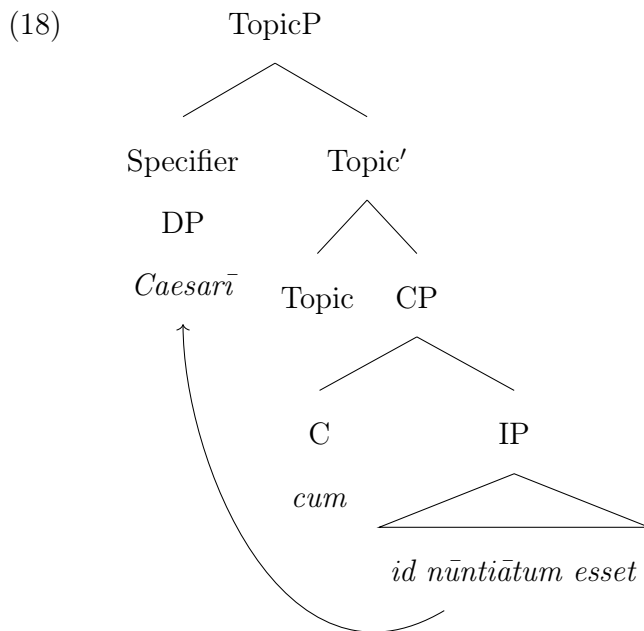 (18) TopicP
Specifier Topic′
DP
Caesarī Topic CP
C IP
cum
id nūntiātum esset